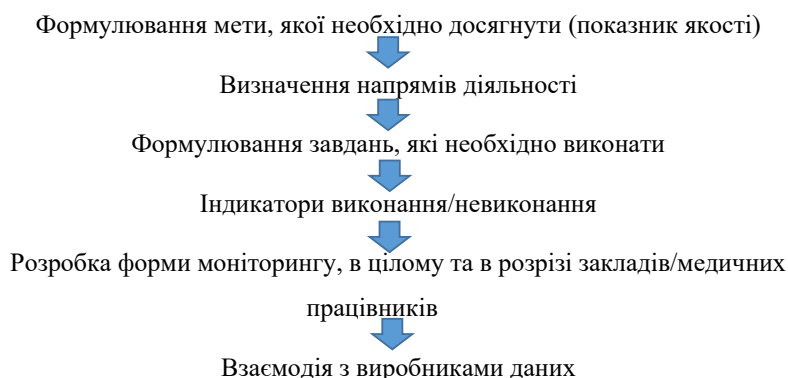 Формулювання мети, якої необхідно досягнути (показник якості)
Визначення напрямів діяльності
Формулювання завдань, які необхідно виконати
Індикатори виконання/невиконання
Розробка форми моніторингу, в цілому та в розрізі закладів/медичних
працівників
Взаємодія з виробниками даних